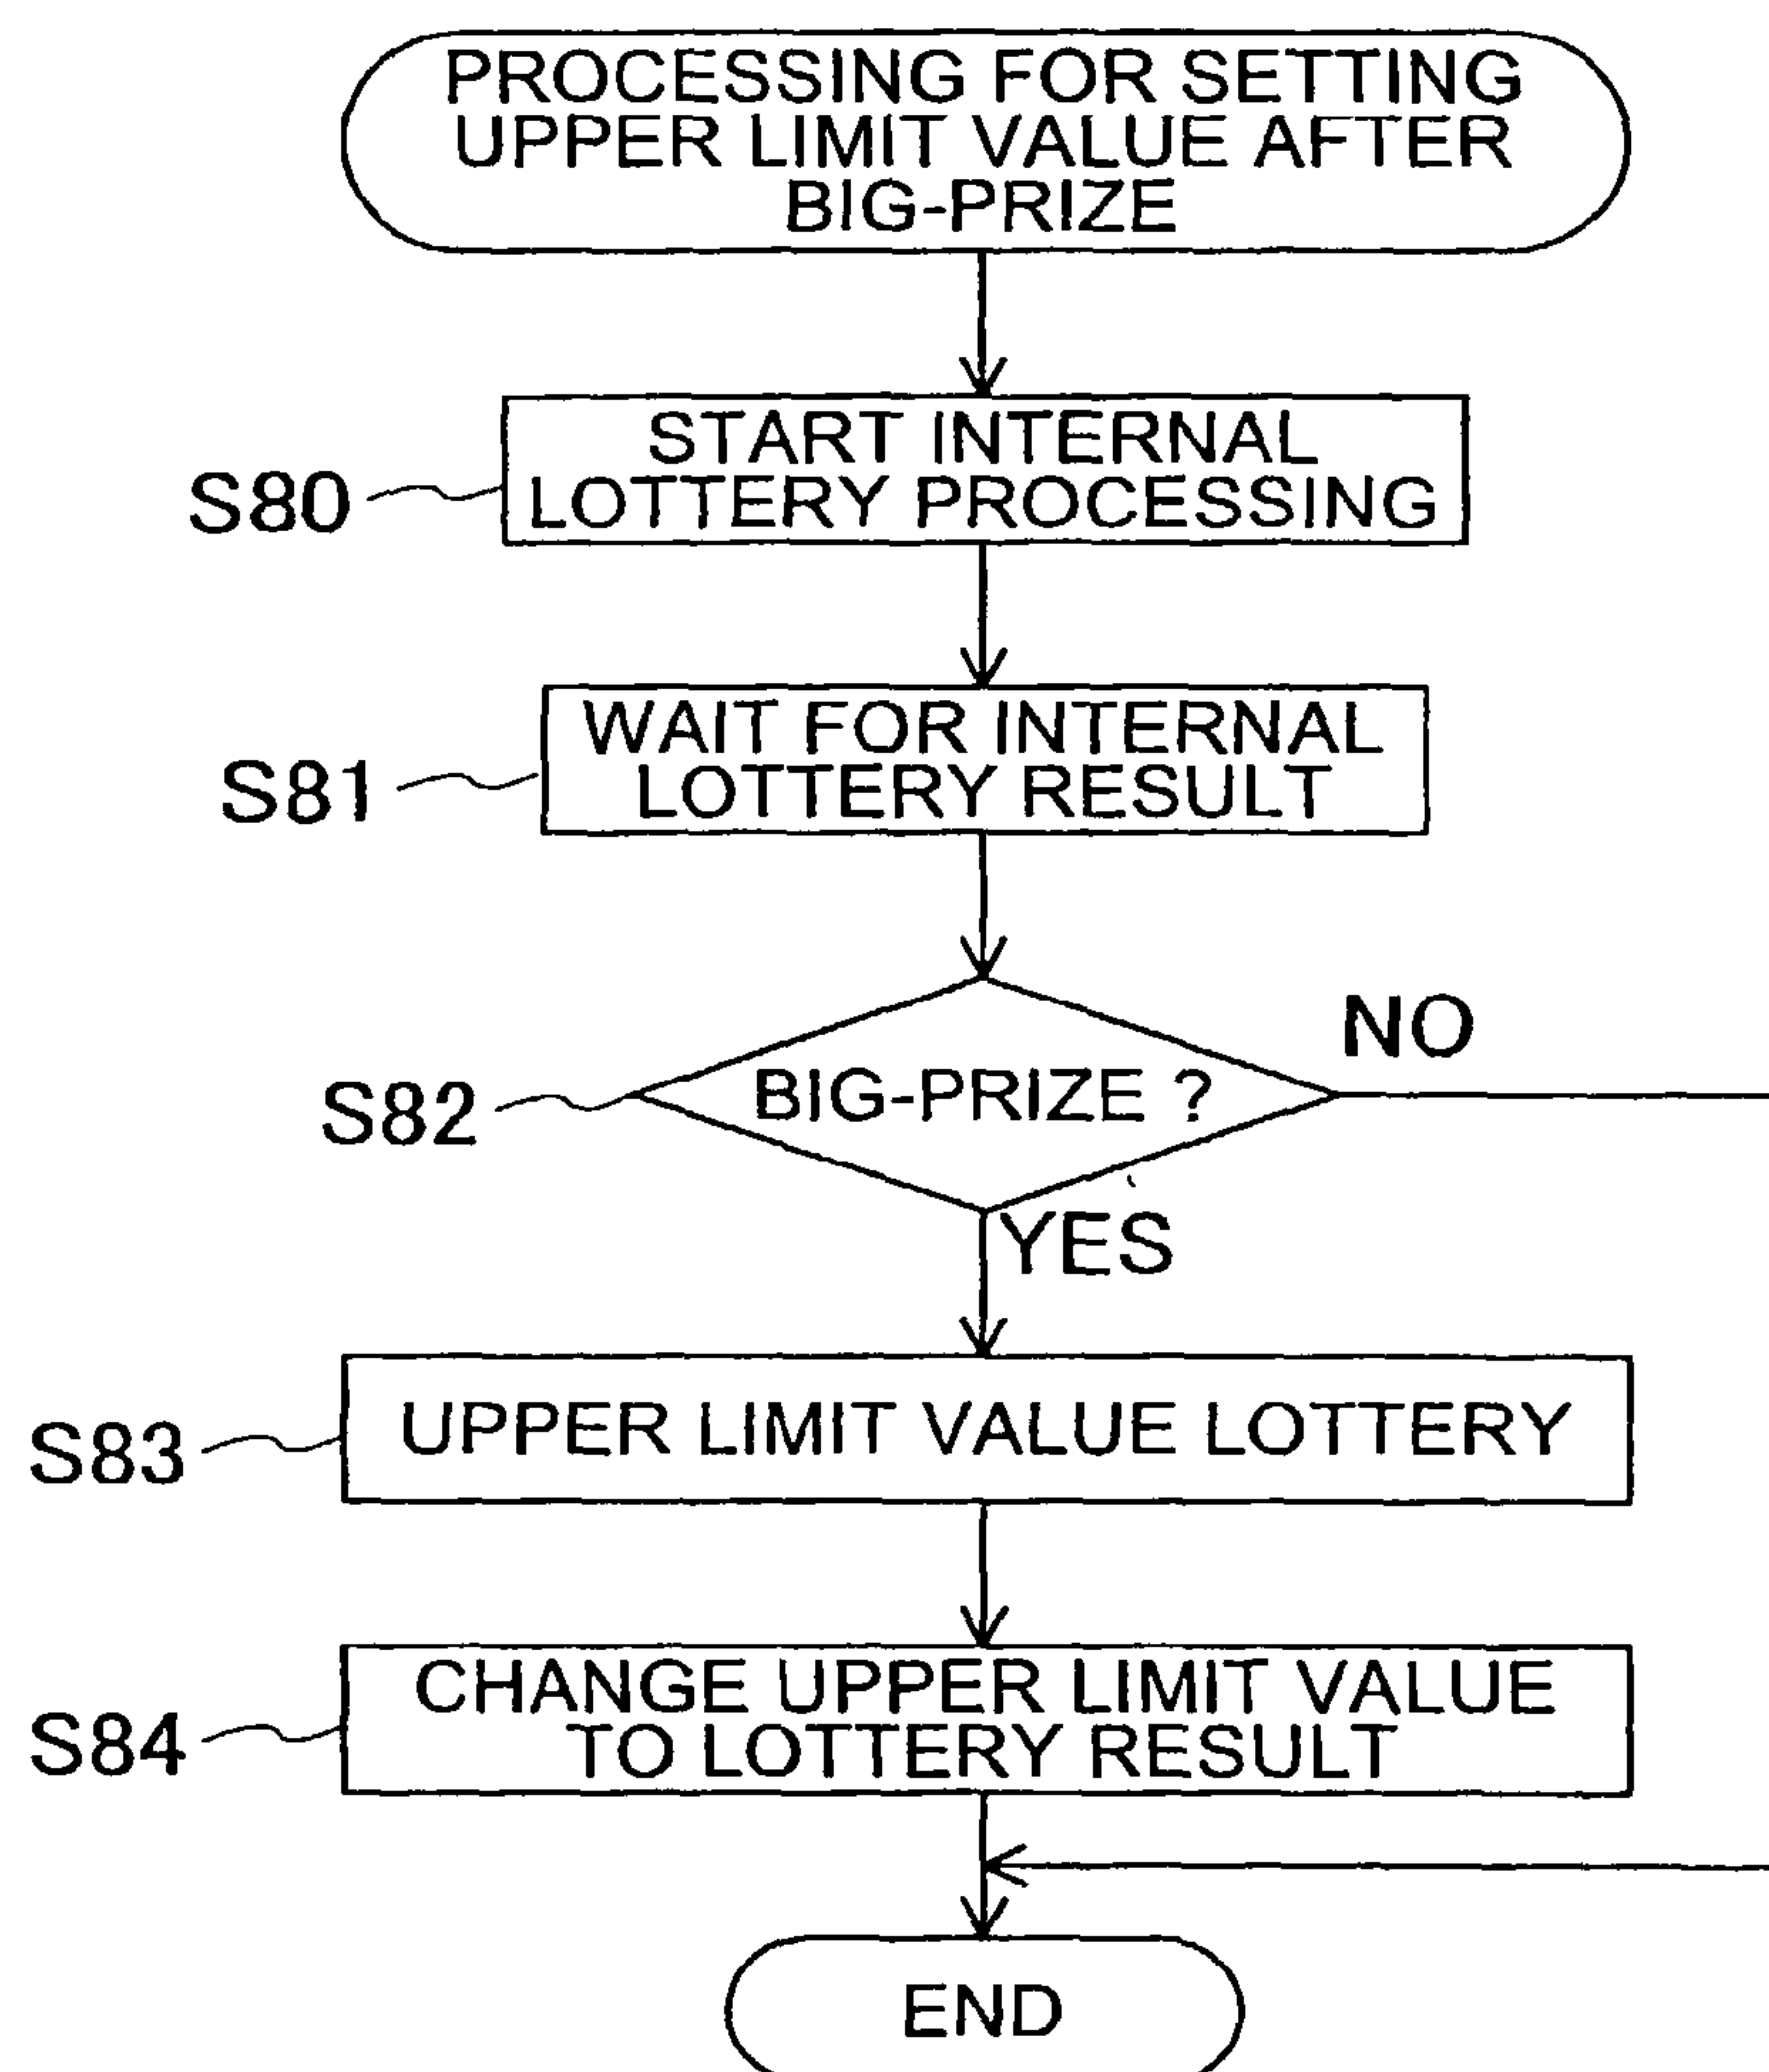 PROCESSING FOR SETTING
UPPER LIMIT VALUE AFTER
BIG-PRIZE
START INTERNAL
LOTTERY PROCESSING
S80
WAIT FOR INTERNAL
LOTTERY RESULT
S81
NO
BIG-PRIZE ?
S82
YES
UPPER LIMIT VALUE LOTTERY
S83
CHANGE UPPER LIMIT VALUE
TO LOTTERY RESULT
S84
END